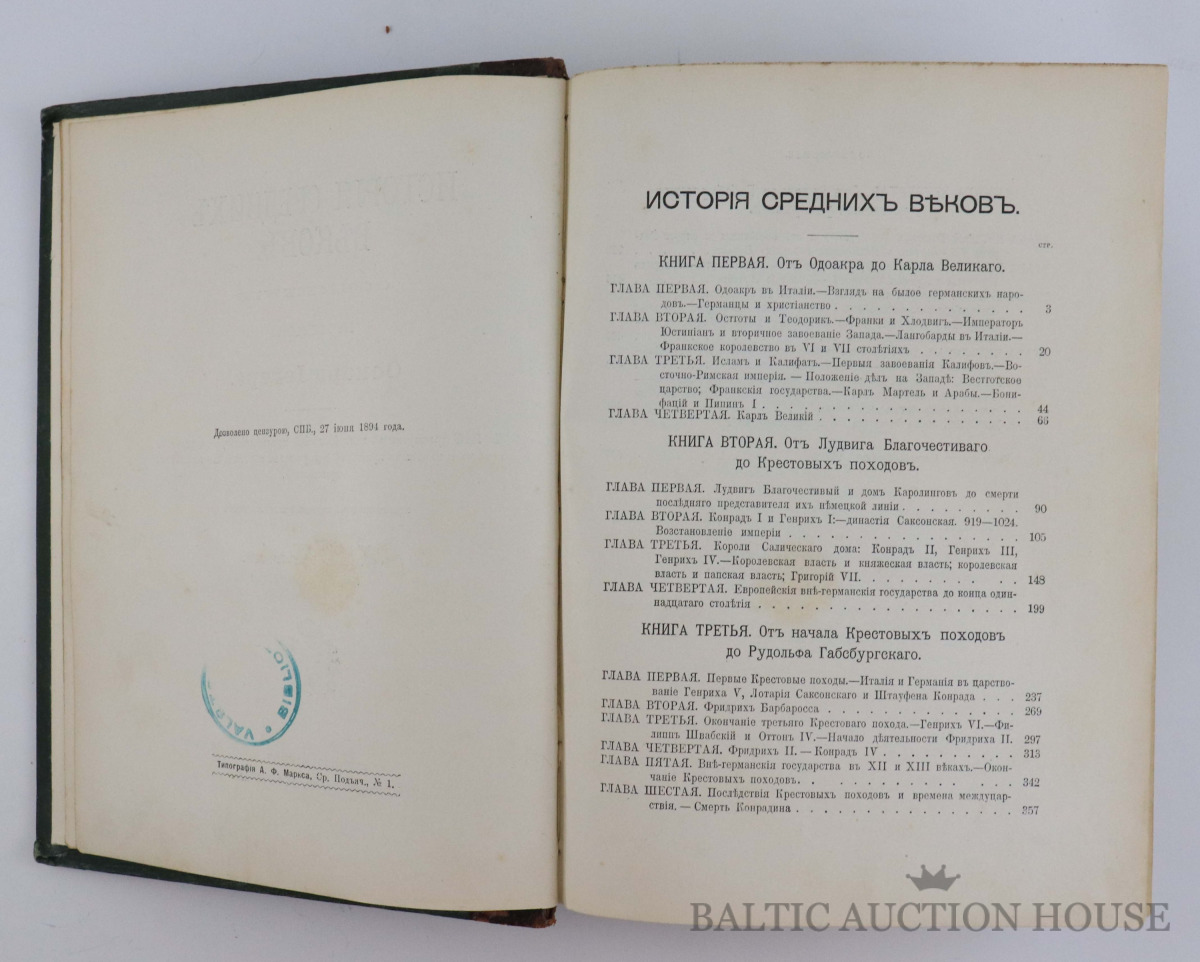 Дозволено цензурою, СПБ., 27 іюня 1894 года.
VALP
BIBLIO
Типографія А. Ф. Маркса, Ср. Подъяч., № 1.
ИСТОРІЯ СРЕДНИХЪ ВѢКОВЪ.
СТР.
КНИГА ПЕРВАЯ. Отъ Одоакра до Карла Великаго.
ГЛАВА ПЕРВАЯ. Одоакръ въ Италіи.—Взглядъ на былое германскихъ наро-
довъ.—Германцы и христіанство . . . . . . . . . . . . . . 3
ГЛАВА ВТОРАЯ. Остготы и Теодорикъ.—Франки и Хлодвигъ.—Императоръ
Юстиніанъ и вторичное завоеваніе Запада.—Лангобарды въ Италіи.—
Франкское королевство въ VI и VII столѣтіяхъ . . . . . . . . 20
ГЛАВА ТРЕТЬЯ. Исламъ и Калифатъ.—Первыя завоеванія Калифовъ.—Во-
сточно-Римская имперія. — Положеніе дѣлъ на Западѣ: Вестготское
царство; Франкскія государства.—Карлъ Мартелъ и Арабы.—Бони-
фацій и Пипинъ I . . . . . . . . . . . . . . . . . . 44
ГЛАВА ЧЕТВЕРТАЯ. Карлъ Великій . . . . . . . . . . . . . . . 66
КНИГА ВТОРАЯ. Отъ Лудвига Благочестиваго
до Крестовыхъ походовъ.
ГЛАВА ПЕРВАЯ. Лудвигъ Благочестивый и домъ Каролинговъ до смерти
послѣдняго представителя ихъ нѣмецкой линіи . . . . . . . . . 90
ГЛАВА ВТОРАЯ. Конрадъ I и Генрихъ I:—династія Саксонская. 919—1024.
Возстановленіе имперіи . . . . . . . . . . . . . . . . 105
ГЛАВА ТРЕТЬЯ. Короли Салическаго дома: Конрадъ II, Генрихъ III,
Генрихъ IV.—Королевская власть и княжеская власть; королевская
власть и папская власть; Григорій VII. . . . . . . . . . . 148
ГЛАВА ЧЕТВЕРТАЯ. Европейскія внѣ-германскія государства до конца один-
надцатаго столѣтія . . . . . . . . . . . . . . . . . . 199
КНИГА ТРЕТЬЯ. Отъ начала Крестовыхъ походовъ
до Рудольфа Габсбургскаго.
ГЛАВА ПЕРВАЯ. Первые Крестовые походы.—Италія и Германія въ царство-
ваніе Генриха V, Лотарія Саксонскаго и Штауфена Конрада . . . 237
ГЛАВА ВТОРАЯ. Фридрихъ Барбаросса . . . . . . . . . . . . . . 269
ГЛАВА ТРЕТЬЯ. Окончаніе третьяго Крестоваго похода.—Генрихъ VI.—Фи-
липпъ Швабскій и Оттонъ IV.—Начало дѣятельности Фридриха II. 297
ГЛАВА ЧЕТВЕРТАЯ. Фридрихъ II. — Конрадъ IV . . . . . . . . . . 313
ГЛАВА ПЯТАЯ. Внѣ-германскія государства въ XII и XIII вѣкахъ.—Окон-
чаніе Крестовыхъ походовъ. . . . . . . . . . . . . . . . 342
ГЛАВА ШЕСТАЯ. Послѣдствія Крестовыхъ походовъ и времена междуцар-
ствія. — Смерть Конрадина . . . . . . . . . . . . . . . . 357
BALTIC AUCTION HOUSE